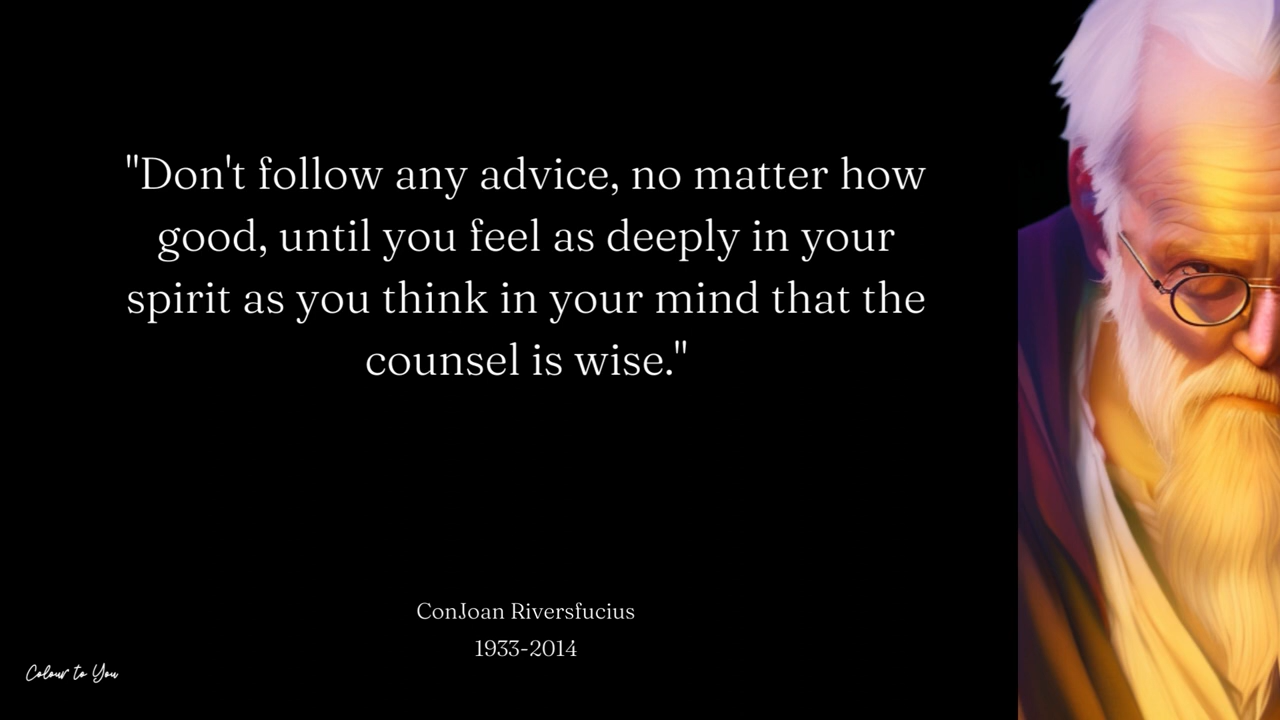 "Don't follow any advice, no matter how
good, until you feel as deeply in your
spirit as you think in your mind that the
counsel is wise."
ConJoan Riversfucius
1933-2014
Colour to You